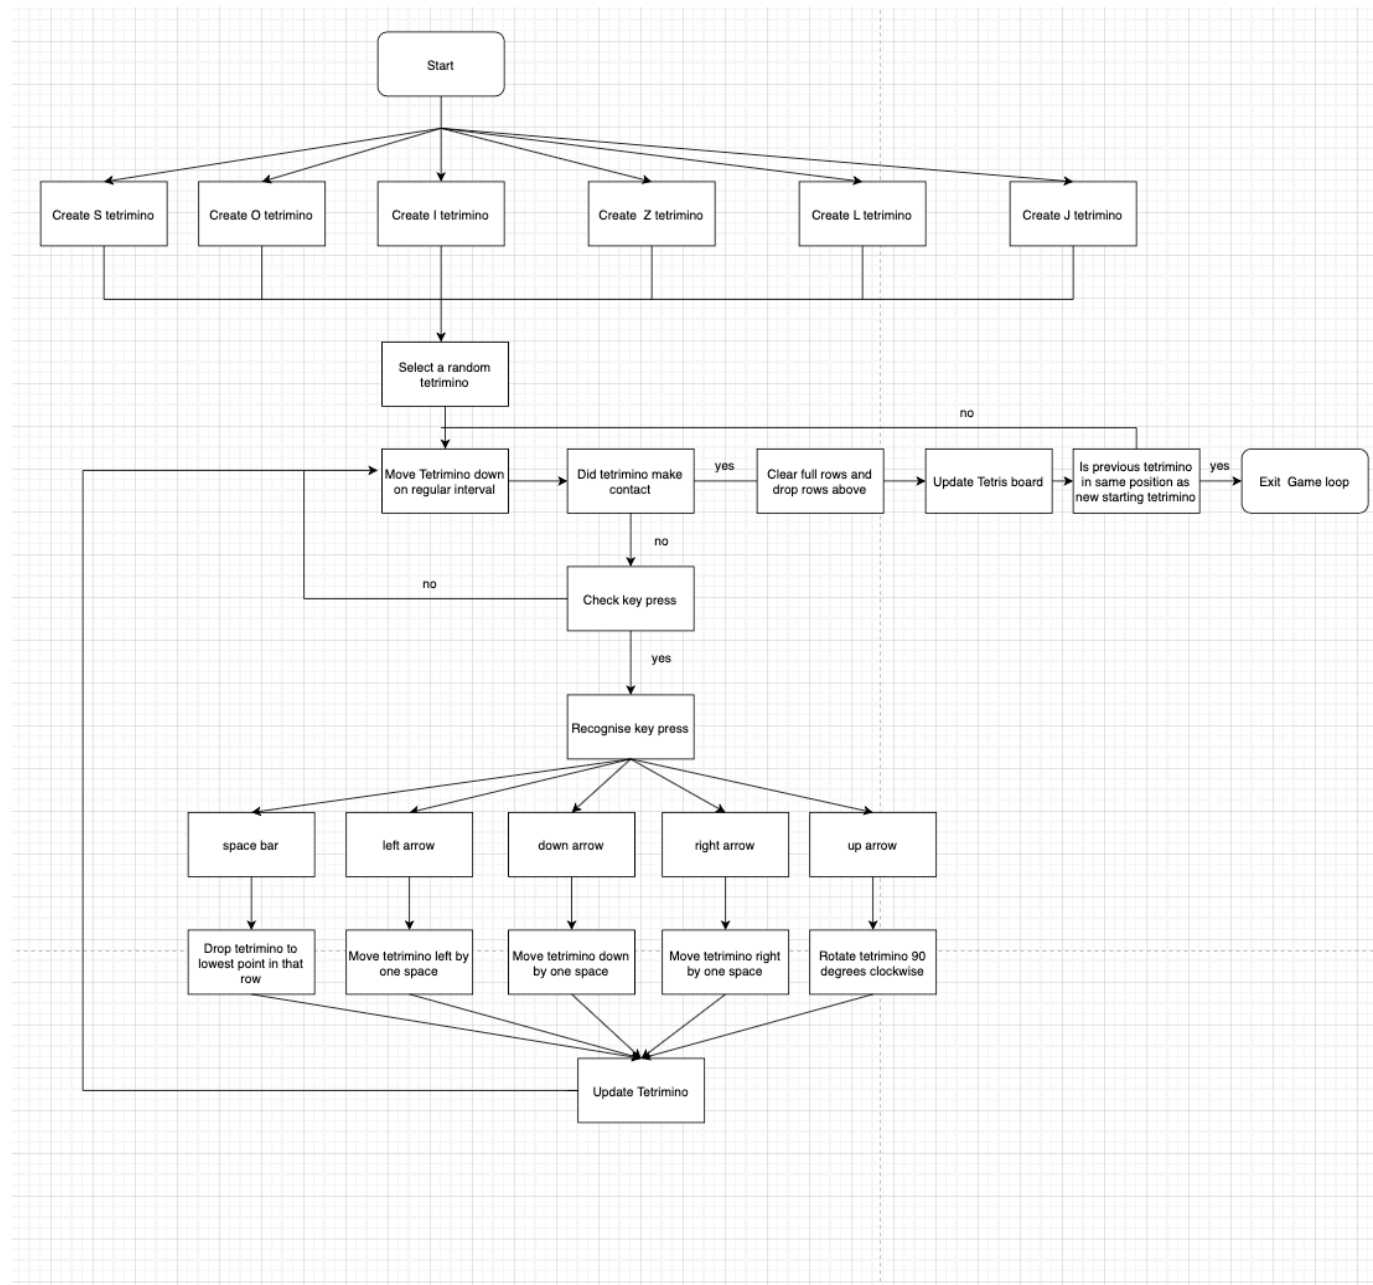 Start
Create S tetrimino
Create O tetrimino
Create I tetrimino
Create Z tetrimino
Create L tetrimino
Create J tetrimino
Select a random
tetrimino
no
Move Tetrimino down
on regular interval
Did tetrimino make
contact
yes
Clear full rows and
drop rows above
Update Tetris board
Is previous tetrimino
in same position as
new starting tetrimino
yes
Exit Game loop
no
no
Check key press
yes
Recognise key press
space bar
left arrow
down arrow
right arrow
up arrow
Drop tetrimino to
lowest point in that
row
Move tetrimino left by
one space
Move tetrimino down
by one space
Move tetrimino right
by one space
Rotate tetrimino 90
degrees clockwise
Update Tetrimino